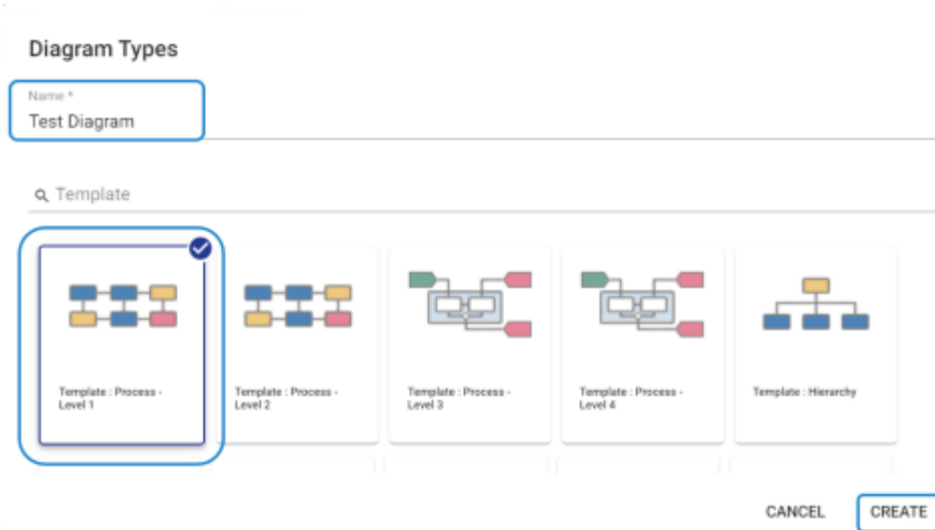 Diagram Types
Name *
Test Diagram
Template
Template : Process -
Level 1
Template : Process -
Level 2
Template : Process -
Level 3
Template : Process -
Level 4
Template : Hierarchy
CANCEL
CREATE